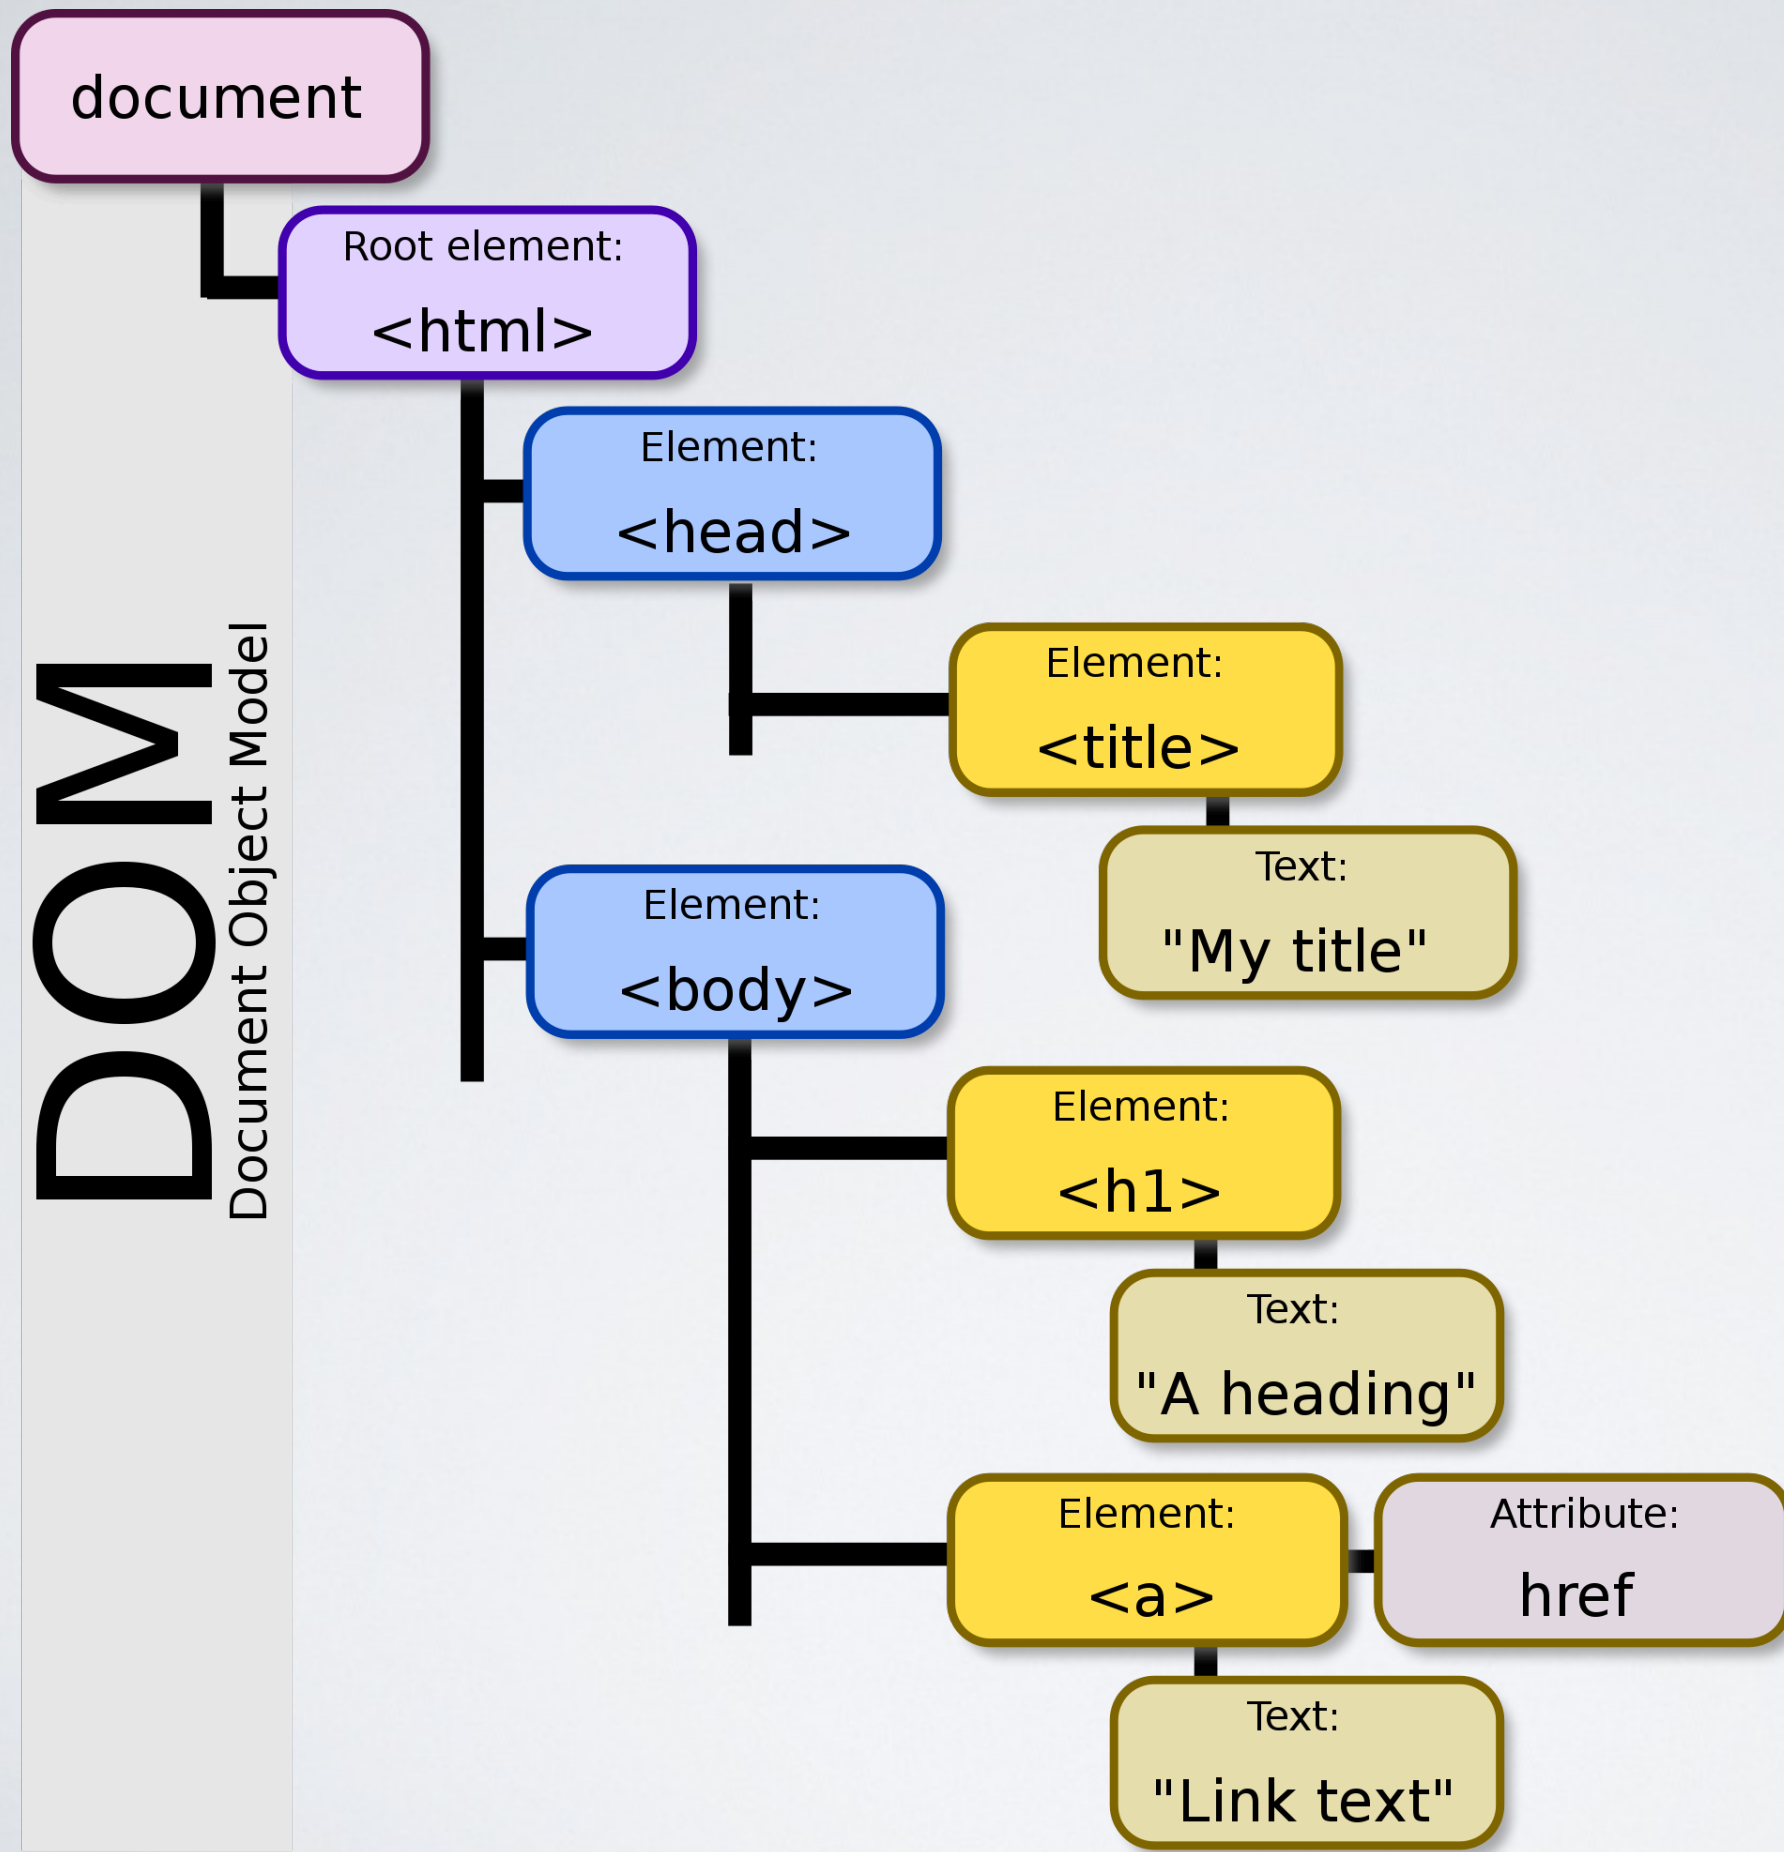 document
Root element:
<html>
Element:
<head>
Element:
<title>
Text:
"My title"
Element:
<body>
Element:
<h1>
Text:
"A heading"
Element:
<a>
Attribute:
href
Text:
"Link text"
DOM
Document Object Model